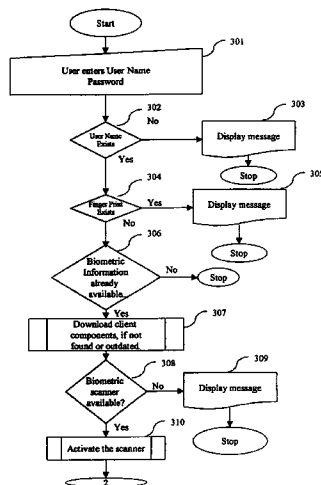 Start
301
User enters User Name
Password
302
No
303
User Name
Exists
Display message
Yes
Stop
304
305
Finger Print
Exists
Yes
Display message
No
306
Stop
Biometric
Information
already
available..
No
Stop
Yes
307
Download client
components, if not
found or outdated.
308
309
Biometric
scanner
available?
No
Display message
Yes
310
Stop
Activate the scanner
2